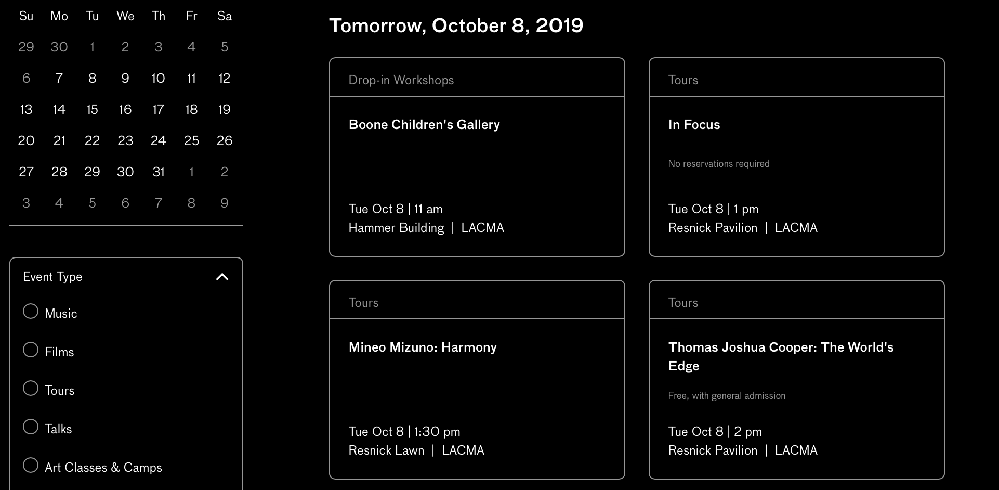 Su Mo Tu We Th Fr Sa
29 30 1 2 3 4 5
6 7 8 9 10 11 12
13 14 15 16 17 18 19
20 21 22 23 24 25 26
27 28 29 30 31 1 2
3 4 5 6 7 8 9
Event Type
Music
Films
Tours
Talks
Art Classes & Camps
Tomorrow, October 8, 2019
Drop-in Workshops
Boone Children's Gallery
Tue Oct 8 | 11 am
Hammer Building | LACMA
Tours
In Focus
No reservations required
Tue Oct 8 | 1 pm
Resnick Pavilion | LACMA
Tours
Mineo Mizuno: Harmony
Tue Oct 8 | 1:30 pm
Resnick Lawn | LACMA
Tours
Thomas Joshua Cooper: The World's
Edge
Free, with general admission
Tue Oct 8 | 2 pm
Resnick Pavilion | LACMA